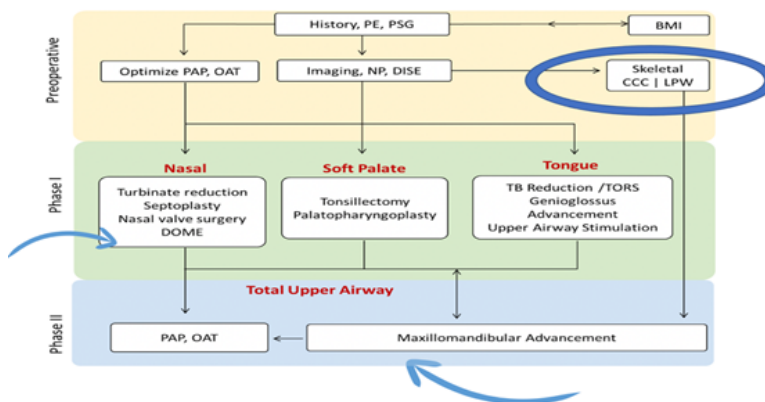 Preoperative
History, PE, PSG
BMI
Optimize PAP, OAT
Imaging, NP, DISE
Skeletal
CCC | LPW
Phase I
Nasal
Turbinate reduction
Septoplasty
Nasal valve surgery
DOME
Soft Palate
Tonsillectomy
Palatopharyngoplasty
Tongue
TB Reduction /TORS
Genioglossus
Advancement
Upper Airway Stimulation
Phase II
Total Upper Airway
PAP, OAT
Maxillomandibular Advancement